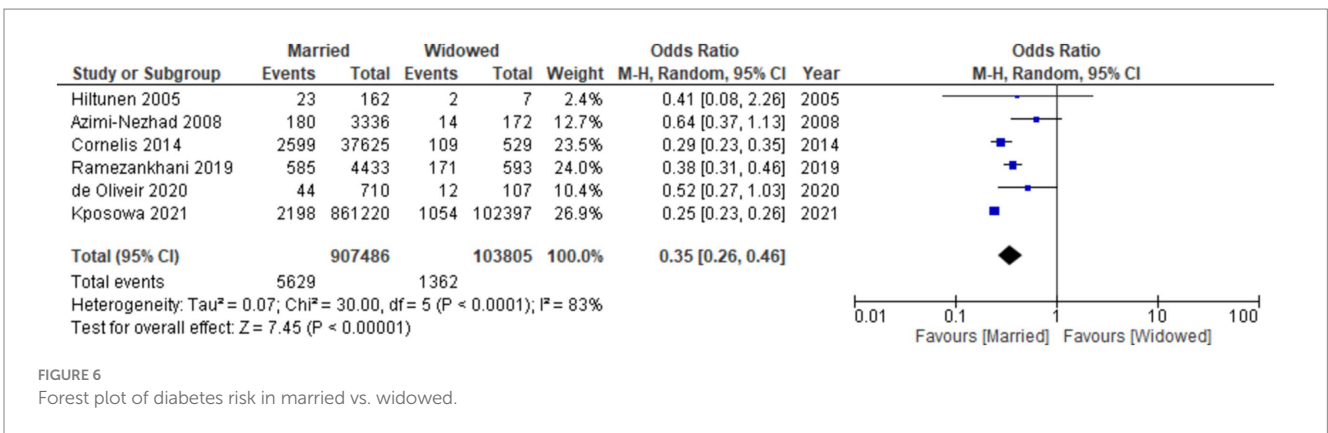 Married Widowed Odds Ratio Odds Ratio
Study or Subgroup Events Total Events Total Weight M-H, Random, 95% CI Year M-H, Random, 95% CI
Hiltunen 2005 23 162 2 7 2.4% 0.41 [0.08, 2.26] 2005
Azimi-Nezhad 2008 180 3336 14 172 12.7% 0.64 [0.37, 1.13] 2008
Cornelis 2014 2599 37625 109 529 23.5% 0.29 [0.23, 0.35] 2014
Ramezankhani 2019 585 4433 171 593 24.0% 0.38 [0.31, 0.46] 2019
de Oliveir 2020 44 710 12 107 10.4% 0.52 [0.27, 1.03] 2020
Kposowa 2021 2198 861220 1054 102397 26.9% 0.25 [0.23, 0.26] 2021
Total (95% CI) 907486 103805 100.0% 0.35 [0.26, 0.46]
Total events 5629 1362
Heterogeneity: Tau² = 0.07; Chi² = 30.00, df = 5 (P < 0.0001); I² = 83%
Test for overall effect: Z = 7.45 (P < 0.00001)
0.01 0.1 1 10 100
Favours [Married] Favours [Widowed]
FIGURE 6
Forest plot of diabetes risk in married vs. widowed.